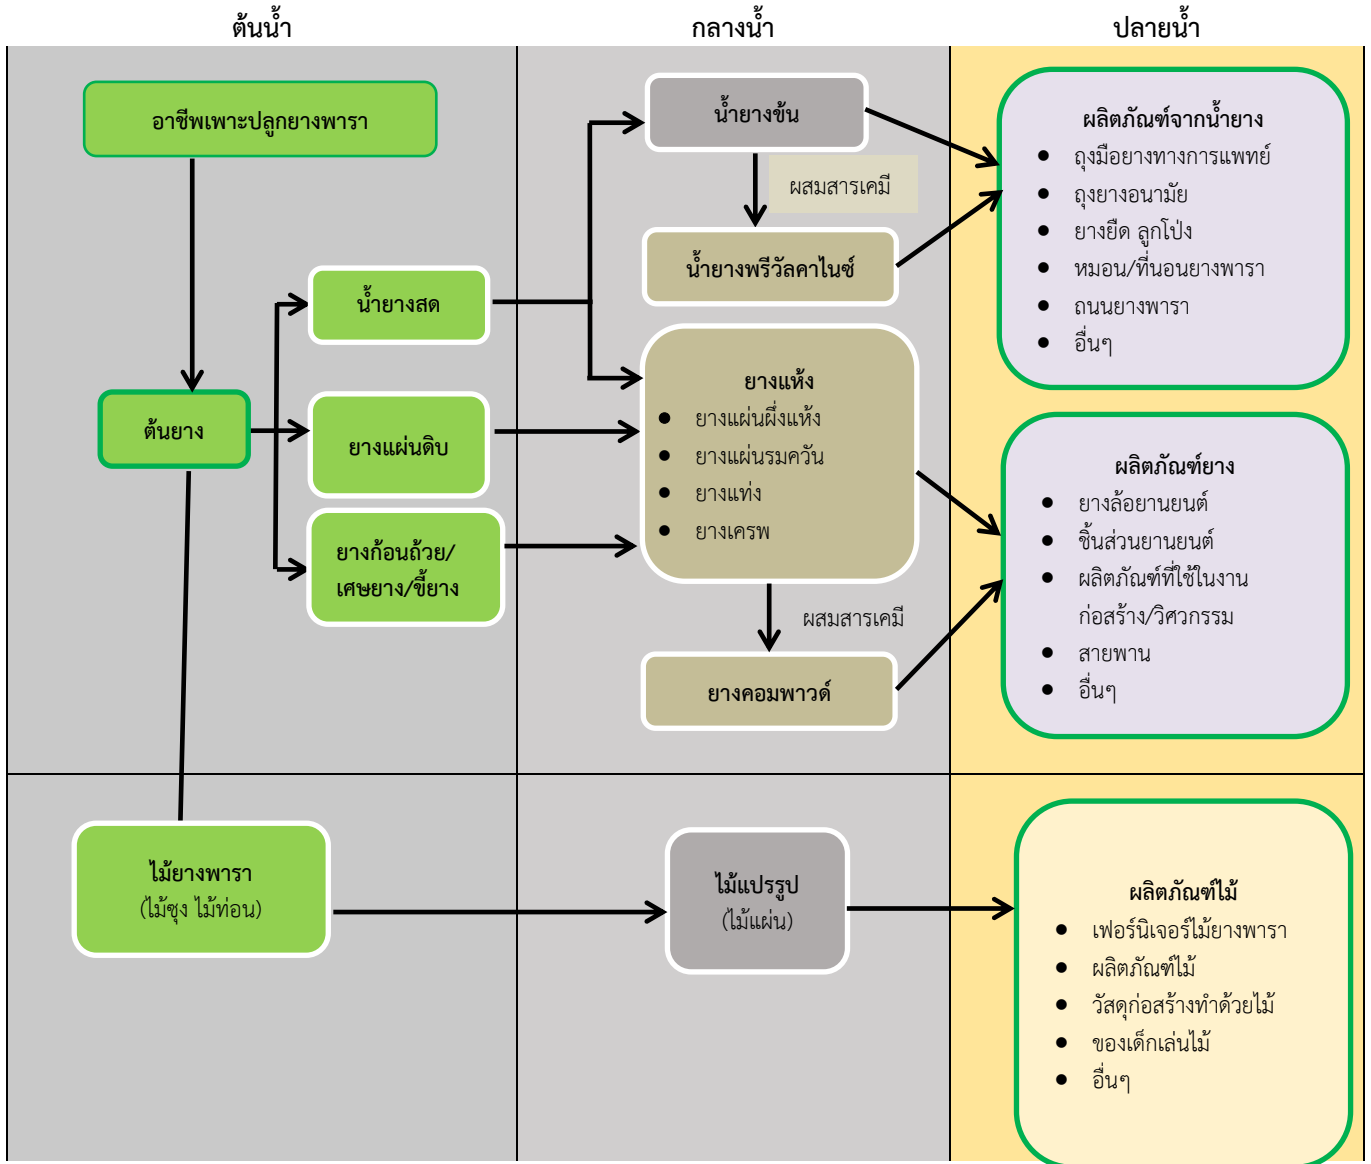 ต้นน้ำ
กลางน้ำ
ปลายน้ำ
อาชีพเพาะปลูกยางพารา
ต้นยาง
น้ำยางสด
ยางแผ่นดิบ
ยางก้อนถ้วย/
เศษยาง/ขี้ยาง
น้ำยางข้น
ผสมสารเคมี
น้ำยางพรีวัลคาไนซ์
ยางแห้ง
● ยางแผ่นผึ่งแห้ง
● ยางแผ่นรมควัน
● ยางแท่ง
● ยางเครพ
ผสมสารเคมี
ยางคอมพาวด์
ผลิตภัณฑ์จากน้ำยาง
● ถุงมือยางทางการแพทย์
● ถุงยางอนามัย
● ยางยืด ลูกโป่ง
● หมอน/ที่นอนยางพารา
● ถนนยางพารา
● อื่นๆ
ผลิตภัณฑ์ยาง
● ยางล้อยานยนต์
● ชิ้นส่วนยานยนต์
● ผลิตภัณฑ์ที่ใช้ในงาน
ก่อสร้าง/วิศวกรรม
● สายพาน
● อื่นๆ
ไม้ยางพารา
(ไม้ซุง ไม้ท่อน)
ไม้แปรรูป
(ไม้แผ่น)
ผลิตภัณฑ์ไม้
● เฟอร์นิเจอร์ไม้ยางพารา
● ผลิตภัณฑ์ไม้
● วัสดุก่อสร้างทำด้วยไม้
● ของเด็กเล่นไม้
● อื่นๆ